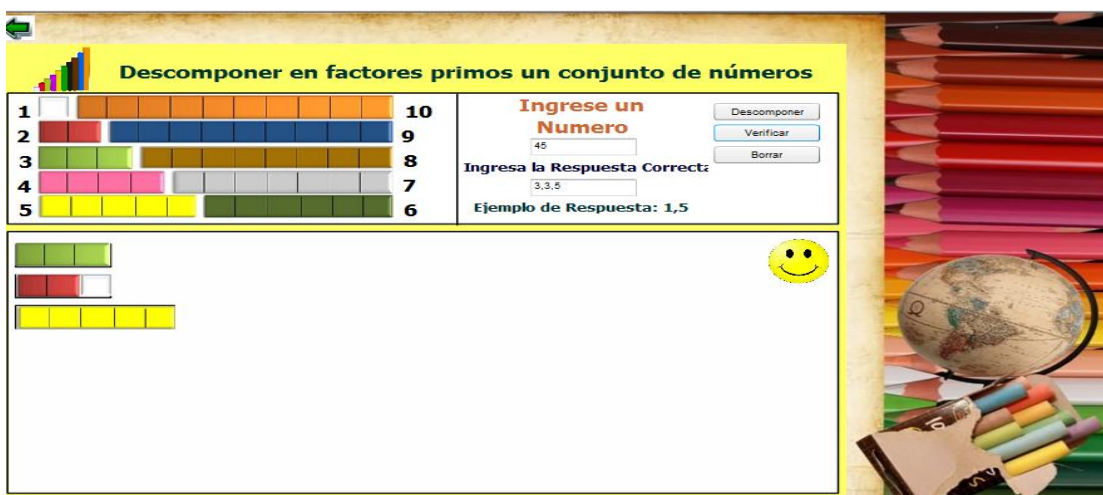 Descomponer en factores primos un conjunto de números
1 10
2 9
3 8
4 7
5 6
Ingrese un
Numero
45
Ingresa la Respuesta Correcta
3,3,5
Ejemplo de Respuesta: 1,5
Descomponer
Verificar
Borrar